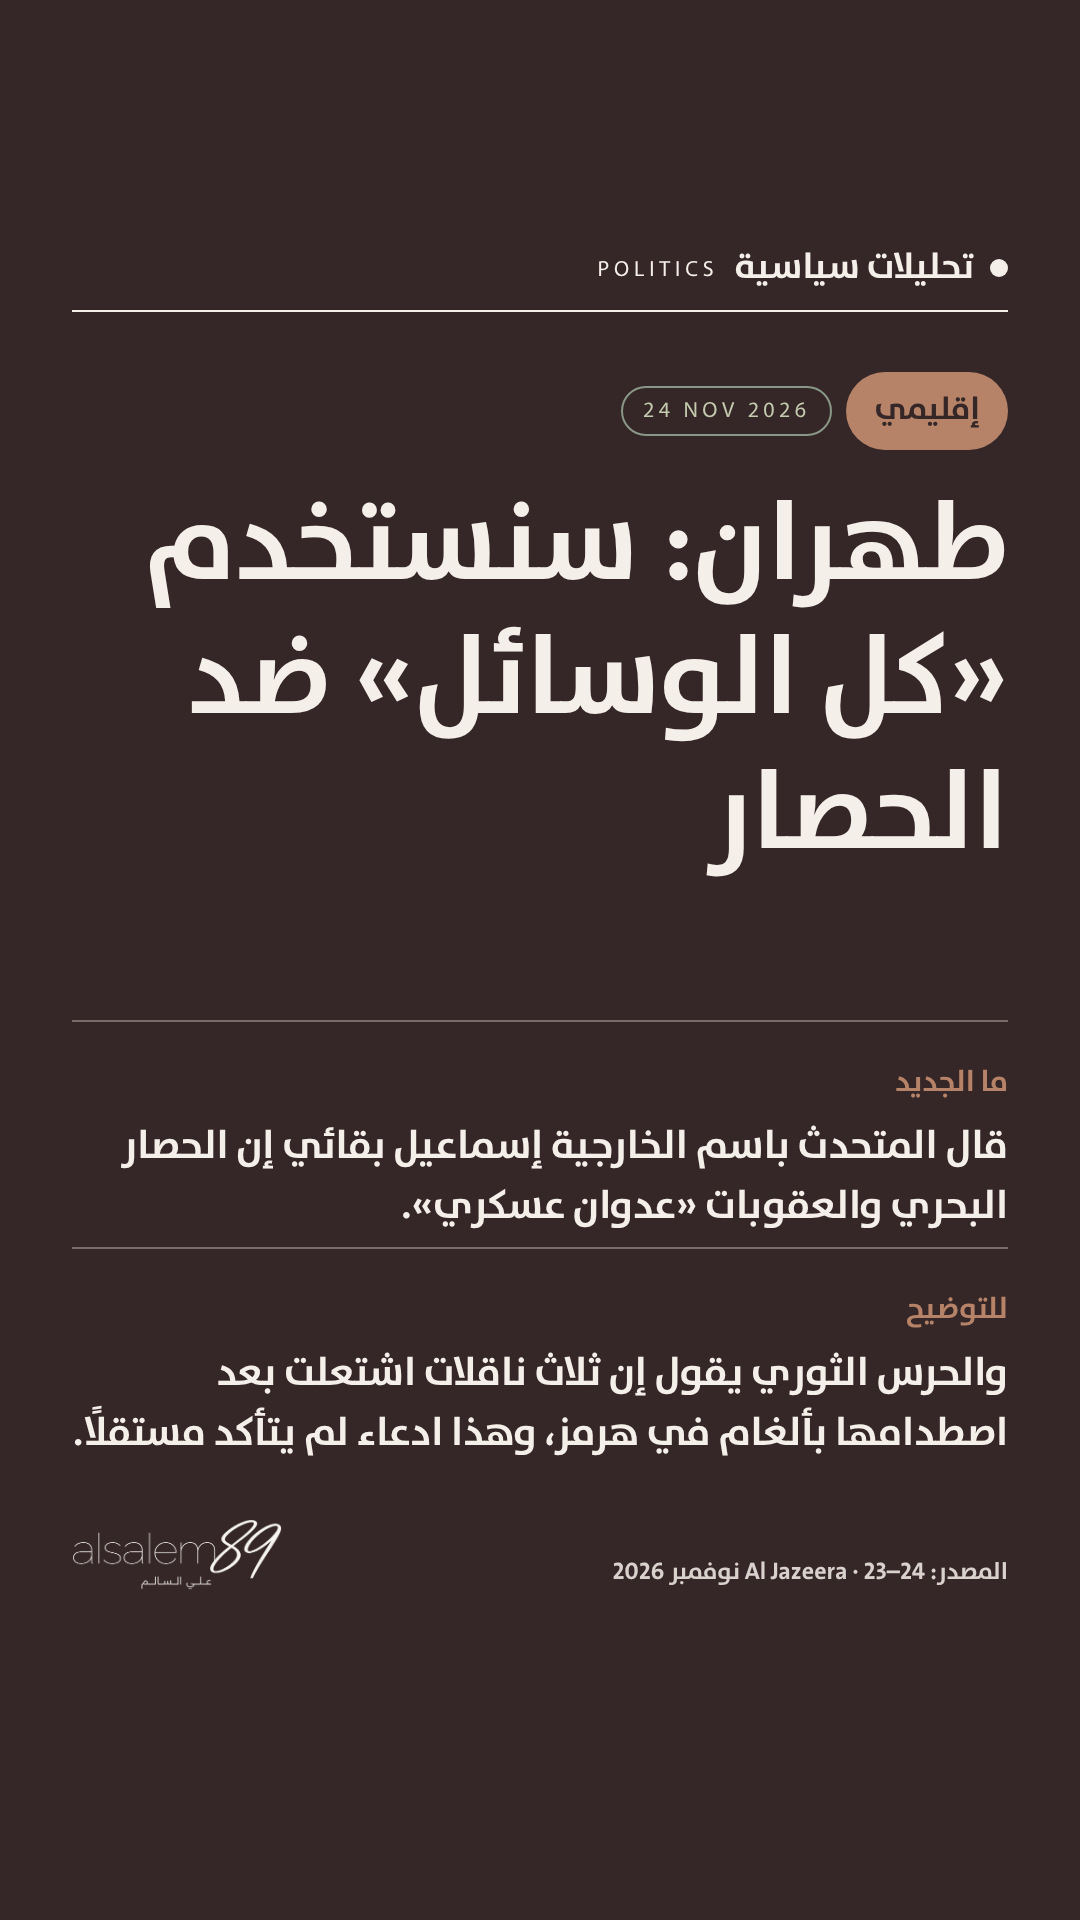 تحليلات سياسية POLITICS
إقليمي 24 NOV 2026
طهران: سنستخدم
«كل الوسائل» ضد
الحصار
ما الجديد
قال المتحدث باسم الخارجية إسماعيل بقائي إن الحصار
البحري والعقوبات «عدوان عسكري».
للتوضيح
والحرس الثوري يقول إن ثلاث ناقلات اشتعلت بعد
اصطدامها بألغام في هرمز، وهذا ادعاء لم يتأكد مستقلًا.
المصدر: Al Jazeera · 23–24 نوفمبر 2026
alsalem89
علي السالم